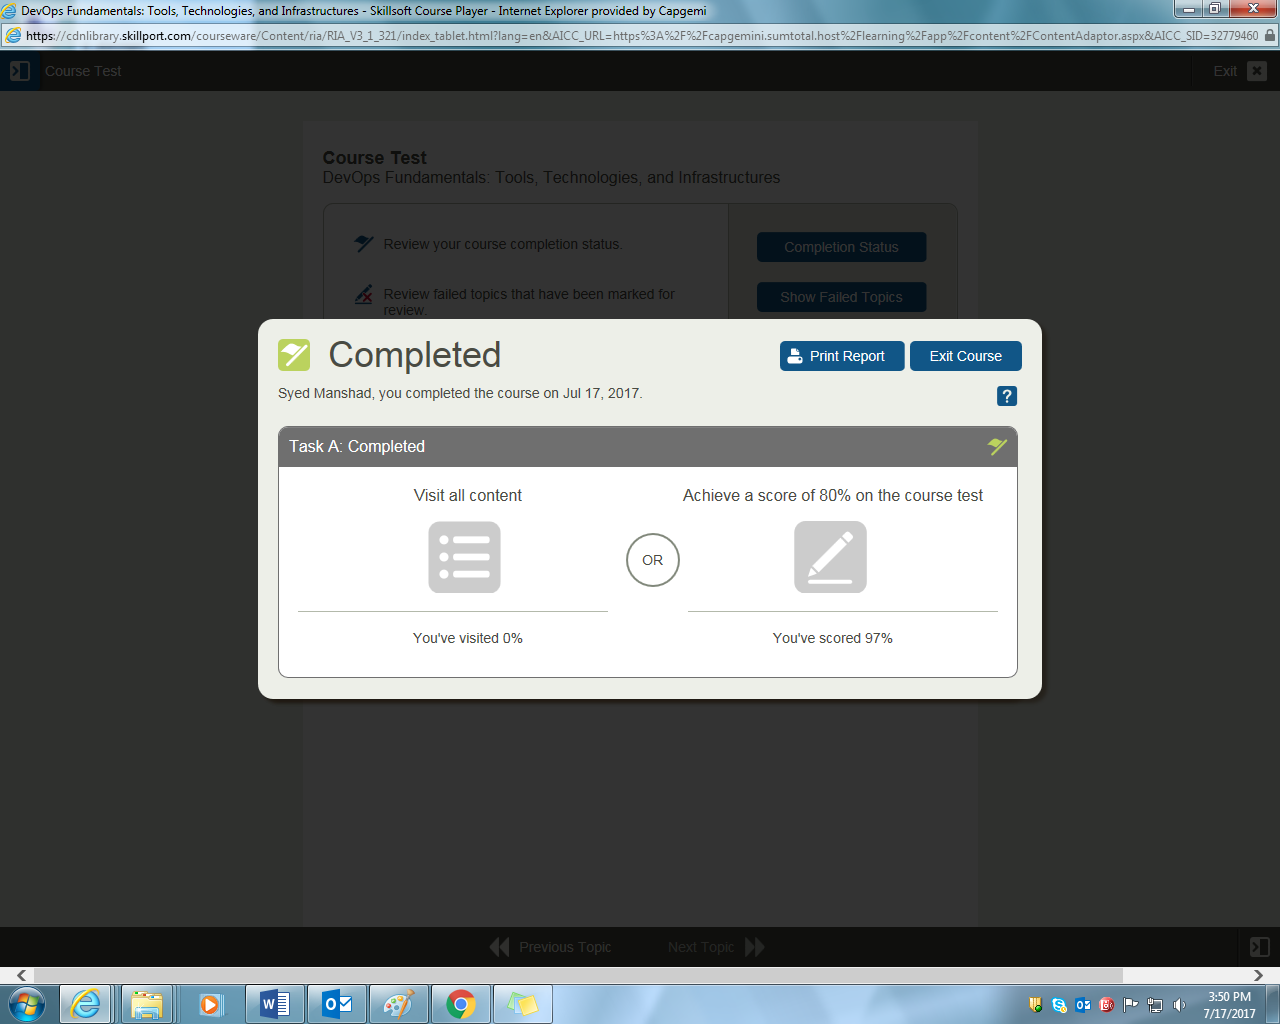 DevOps Fundamentals: Tools, Technologies, and Infrastructures - Skillsoft Course Player - Internet Explorer provided by Capgemi
https://cdnlibrary.skillport.com/courseware/Content/ria/RIA_V3_1_321/index_tablet.html?lang=en&AICC_URL=https%3A%2F%2Fcapgemini.sumtotal.host%2Flearning%2Fapp%2Fcontent%2FContentAdaptor.aspx&AICC_SID=32779460
Course Test
Exit
Course Test
DevOps Fundamentals: Tools, Technologies, and Infrastructures
Review your course completion status.
Completion Status
Review failed topics that have been marked for
review.
Show Failed Topics
Completed
Print Report
Exit Course
Syed Manshad, you completed the course on Jul 17, 2017.
?
Task A: Completed
Visit all content
Achieve a score of 80% on the course test
OR
You've visited 0%
You've scored 97%
Previous Topic
Next Topic
3:50 PM
7/17/2017